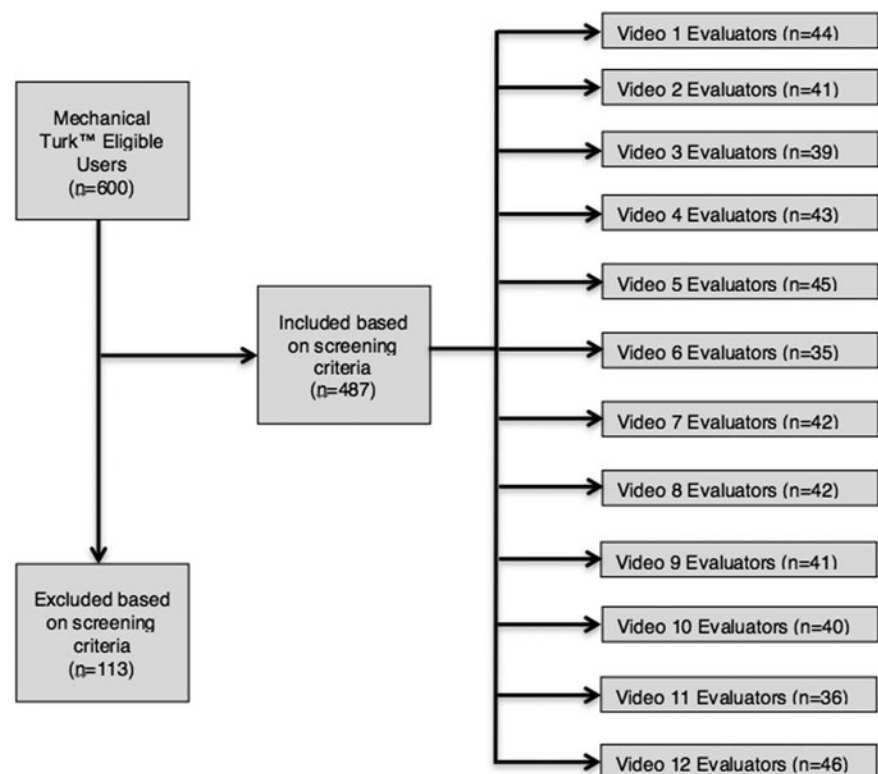 Mechanical
Turk™ Eligible
Users
(n=600)
Included based
on screening
criteria
(n=487)
Excluded based
on screening
criteria
(n=113)
Video 1 Evaluators (n=44)
Video 2 Evaluators (n=41)
Video 3 Evaluators (n=39)
Video 4 Evaluators (n=43)
Video 5 Evaluators (n=45)
Video 6 Evaluators (n=35)
Video 7 Evaluators (n=42)
Video 8 Evaluators (n=42)
Video 9 Evaluators (n=41)
Video 10 Evaluators (n=40)
Video 11 Evaluators (n=36)
Video 12 Evaluators (n=46)